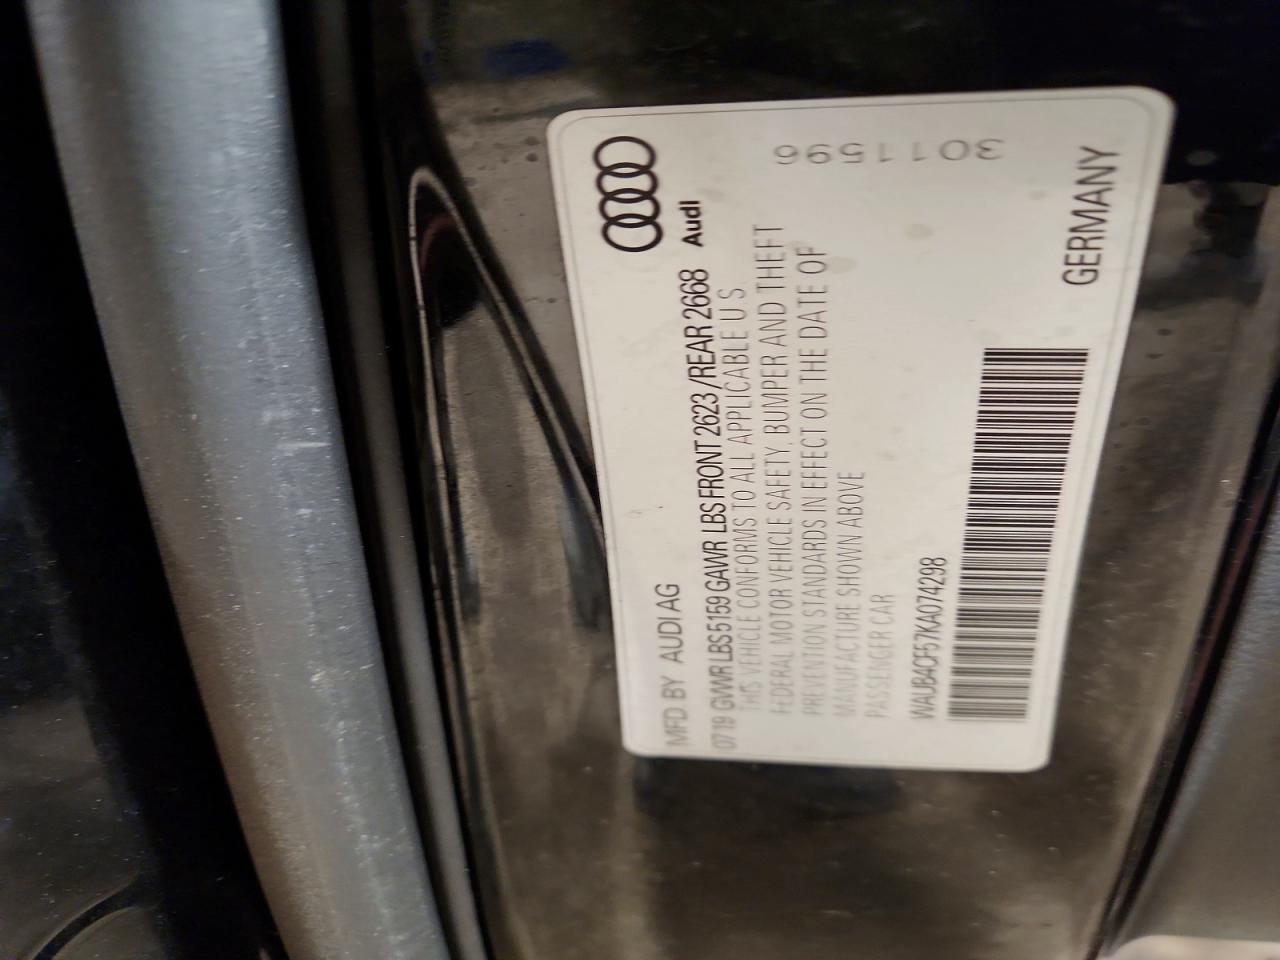 Audi
MFD BY AUDI AG
07 19 GVWR LBS 5159 GAWR LBS FRONT 2623 / REAR 2668
THIS VEHICLE CONFORMS TO ALL APPLICABLE U.S.
FEDERAL MOTOR VEHICLE SAFETY, BUMPER AND THEFT
PREVENTION STANDARDS IN EFFECT ON THE DATE OF
MANUFACTURE SHOWN ABOVE
PASSENGER CAR
WAUB4CF57KA074298
GERMANY
3011596